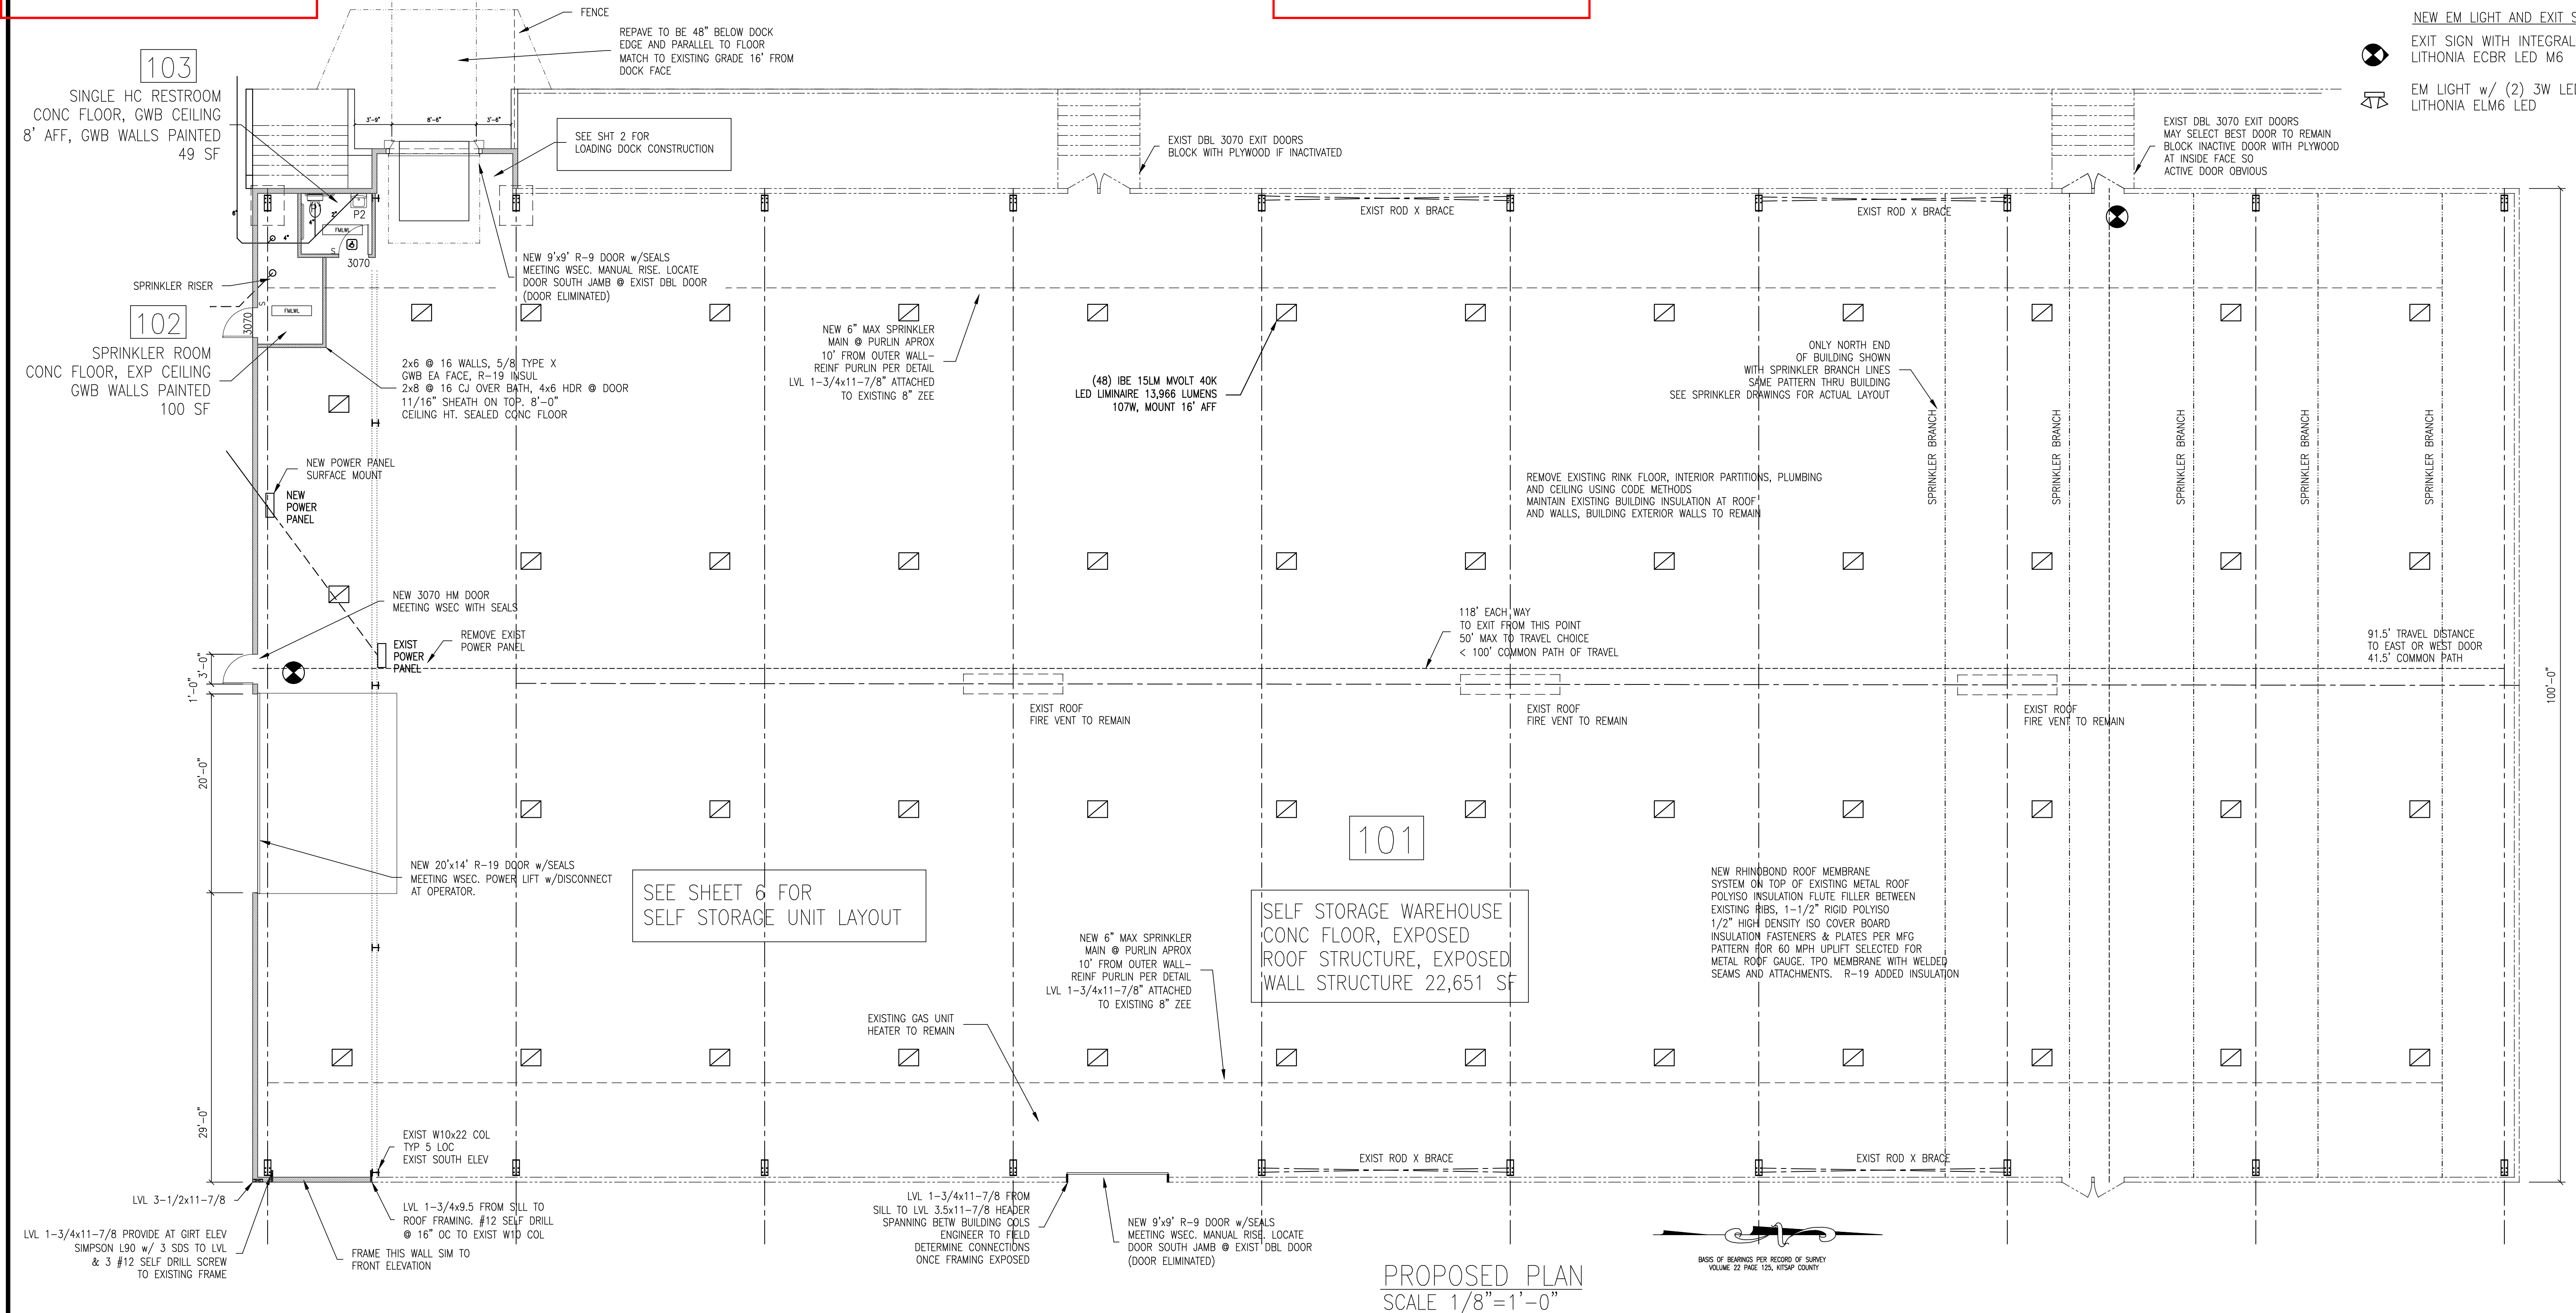 FENCE
REPAVE TO BE 48" BELOW DOCK
EDGE AND PARALLEL TO FLOOR
MATCH TO EXISTING GRADE 16' FROM
DOCK FACE
NEW EM LIGHT AND EXIT S
EXIT SIGN WITH INTEGRAL
LITHONIA ECBR LED M6
EM LIGHT w/ (2) 3W LE
LITHONIA ELM6 LED
103
SINGLE HC RESTROOM
CONC FLOOR, GWB CEILING
8' AFF, GWB WALLS PAINTED
49 SF
3'-9"
8'-6"
3'-6"
SEE SHT 2 FOR
LOADING DOCK CONSTRUCTION
EXIST DBL 3070 EXIT DOORS
BLOCK WITH PLYWOOD IF INACTIVATED
EXIST DBL 3070 EXIT DOORS
MAY SELECT BEST DOOR TO REMAIN
BLOCK INACTIVE DOOR WITH PLYWOOD
AT INSIDE FACE SO
ACTIVE DOOR OBVIOUS
6"
4"
2"
P2
FMLWL
4"
S
3070
EXIST ROD X BRACE
EXIST ROD X BRACE
SPRINKLER RISER
S
FMLWL
3070
NEW 9'x9' R-9 DOOR w/SEALS
MEETING WSEC. MANUAL RISE. LOCATE
DOOR SOUTH JAMB @ EXIST DBL DOOR
(DOOR ELIMINATED)
102
SPRINKLER ROOM
CONC FLOOR, EXP CEILING
GWB WALLS PAINTED
100 SF
2x6 @ 16 WALLS, 5/8 TYPE X
GWB EA FACE, R-19 INSUL
2x8 @ 16 CJ OVER BATH, 4x6 HDR @ DOOR
11/16" SHEATH ON TOP. 8'-0"
CEILING HT. SEALED CONC FLOOR
NEW 6" MAX SPRINKLER
MAIN @ PURLIN APROX
10' FROM OUTER WALL-
REINF PURLIN PER DETAIL
LVL 1-3/4x11-7/8" ATTACHED
TO EXISTING 8" ZEE
(48) IBE 15LM MVOLT 40K
LED LIMINAIRE 13,966 LUMENS
107W, MOUNT 16' AFF
ONLY NORTH END
OF BUILDING SHOWN
WITH SPRINKLER BRANCH LINES
SAME PATTERN THRU BUILDING
SEE SPRINKLER DRAWINGS FOR ACTUAL LAYOUT
SPRINKLER BRANCH
SPRINKLER BRANCH
SPRINKLER BRANCH
SPRINKLER BRANCH
SPRINKLER BRANCH
NEW POWER PANEL
SURFACE MOUNT
NEW
POWER
PANEL
REMOVE EXISTING RINK FLOOR, INTERIOR PARTITIONS, PLUMBING
AND CEILING USING CODE METHODS
MAINTAIN EXISTING BUILDING INSULATION AT ROOF
AND WALLS, BUILDING EXTERIOR WALLS TO REMAIN
NEW 3070 HM DOOR
MEETING WSEC WITH SEALS
EXIST
POWER
PANEL
REMOVE EXIST
POWER PANEL
118' EACH WAY
TO EXIT FROM THIS POINT
50' MAX TO TRAVEL CHOICE
< 100' COMMON PATH OF TRAVEL
91.5' TRAVEL DISTANCE
TO EAST OR WEST DOOR
41.5' COMMON PATH
3'-0"
1'-0"
20'-0"
29'-0"
100'-0"
EXIST ROOF
FIRE VENT TO REMAIN
EXIST ROOF
FIRE VENT TO REMAIN
EXIST ROOF
FIRE VENT TO REMAIN
NEW 20'x14' R-19 DOOR w/SEALS
MEETING WSEC. POWER LIFT w/DISCONNECT
AT OPERATOR.
SEE SHEET 6 FOR
SELF STORAGE UNIT LAYOUT
101
SELF STORAGE WAREHOUSE
CONC FLOOR, EXPOSED
ROOF STRUCTURE, EXPOSED
WALL STRUCTURE 22,651 SF
NEW RHINOBOND ROOF MEMBRANE
SYSTEM ON TOP OF EXISTING METAL ROOF
POLYISO INSULATION FLUTE FILLER BETWEEN
EXISTING RIBS, 1-1/2" RIGID POLYISO
1/2" HIGH DENSITY ISO COVER BOARD
INSULATION FASTENERS & PLATES PER MFG
PATTERN FOR 60 MPH UPLIFT SELECTED FOR
METAL ROOF GAUGE. TPO MEMBRANE WITH WELDED
SEAMS AND ATTACHMENTS. R-19 ADDED INSULATION
NEW 6" MAX SPRINKLER
MAIN @ PURLIN APROX
10' FROM OUTER WALL-
REINF PURLIN PER DETAIL
LVL 1-3/4x11-7/8" ATTACHED
TO EXISTING 8" ZEE
EXISTING GAS UNIT
HEATER TO REMAIN
EXIST W10x22 COL
TYP 5 LOC
EXIST SOUTH ELEV
EXIST ROD X BRACE
EXIST ROD X BRACE
LVL 3-1/2x11-7/8
LVL 1-3/4x11-7/8 PROVIDE AT GIRT ELEV
SIMPSON L90 w/ 3 SDS TO LVL
& 3 #12 SELF DRILL SCREW
TO EXISTING FRAME
LVL 1-3/4x9.5 FROM SILL TO
ROOF FRAMING. #12 SELF DRILL
@ 16" OC TO EXIST W10 COL
FRAME THIS WALL SIM TO
FRONT ELEVATION
LVL 1-3/4x11-7/8 FROM
SILL TO LVL 3.5x11-7/8 HEADER
SPANNING BETW BUILDING COLS
ENGINEER TO FIELD
DETERMINE CONNECTIONS
ONCE FRAMING EXPOSED
NEW 9'x9' R-9 DOOR w/SEALS
MEETING WSEC. MANUAL RISE. LOCATE
DOOR SOUTH JAMB @ EXIST DBL DOOR
(DOOR ELIMINATED)
BASIS OF BEARINGS PER RECORD OF SURVEY
VOLUME 22 PAGE 125, KITSAP COUNTY
PROPOSED PLAN
SCALE 1/8"=1'-0"